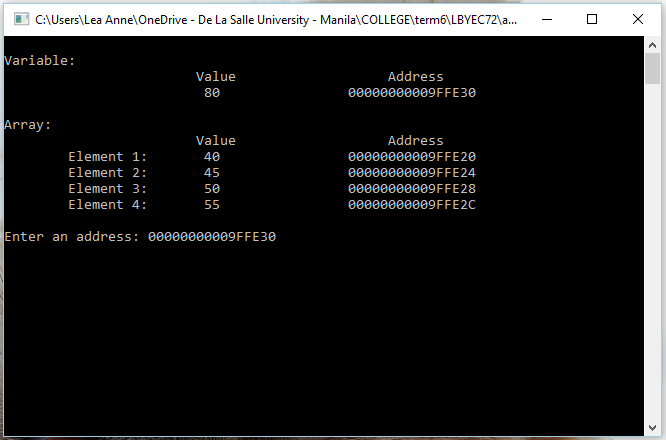 C:\Users\Lea Anne\OneDrive - De La Salle University - Manila\COLLEGE\term6\LBYEC72\a...
Variable:
Value Address
80 00000000009FFE30
Array:
Value Address
Element 1: 40 00000000009FFE20
Element 2: 45 00000000009FFE24
Element 3: 50 00000000009FFE28
Element 4: 55 00000000009FFE2C
Enter an address: 00000000009FFE30